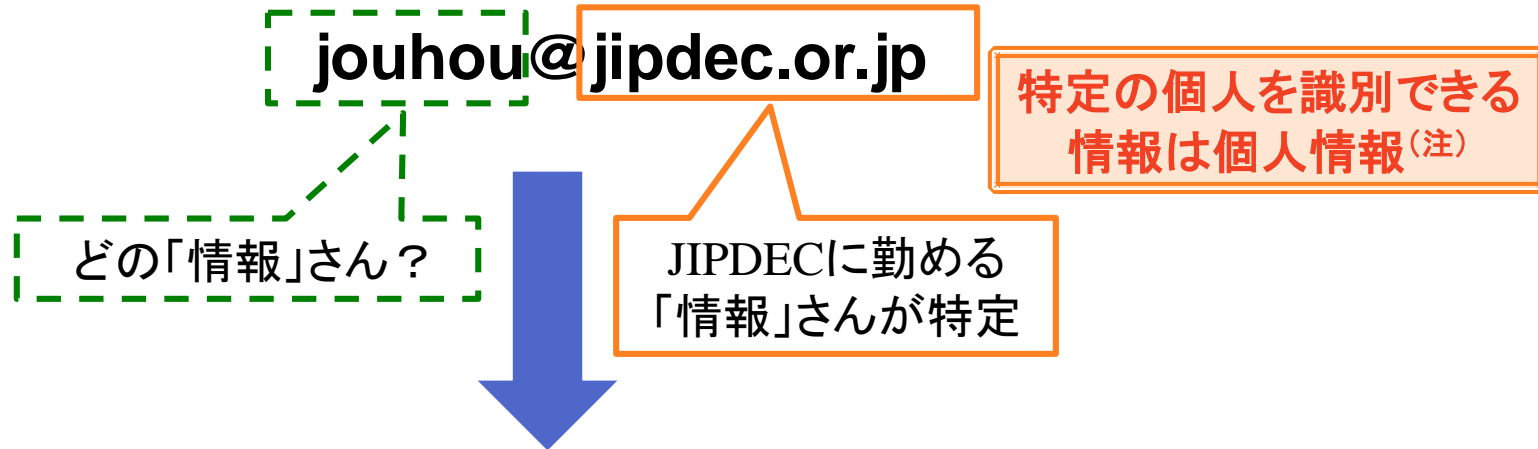 jouhou＠jipdec.or.jp
特定の個人を識別できる
情報は個人情報（注）
どの「情報」さん？
JIPDECに勤める
「情報」さんが特定